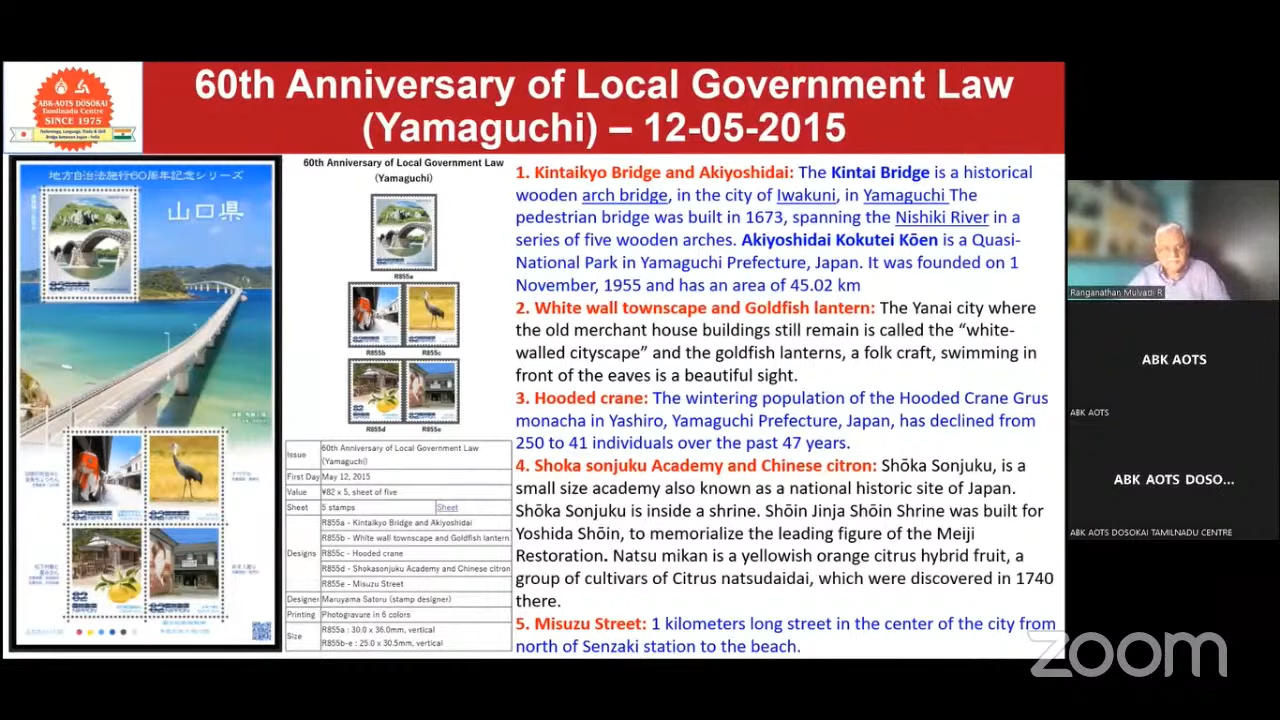 60th Anniversary of Local Government Law
(Yamaguchi) – 12-05-2015
ABK-AOTS DOSOKAI
Tamilnadu Centre
SINCE 1975
Technology, Language, Trade & Skill
Bridge between Japan - India
地方自治法施行60周年記念シリーズ
山口県
82 NIPPON
82 NIPPON
82 NIPPON
82 NIPPON
60th Anniversary of Local Government Law
(Yamaguchi)
R855a
R855b
R855c
R855d
R855e
Issue
60th Anniversary of Local Government Law
(Yamaguchi)
First Day May 12, 2015
Value ¥82 x 5, sheet of five
Sheet 5 stamps Sheet
Designs
R855a - Kintaikyo Bridge and Akiyoshidai
R855b - White wall townscape and Goldfish lantern
R855c - Hooded crane
R855d - Shokasonjuku Academy and Chinese citron
R855e - Misuzu Street
Designer Maruyama Satoru (stamp designer)
Printing Photogravure in 6 colors
Size
R855a : 30.0 x 36.0mm, vertical
R855b-e : 25.0 x 30.5mm, vertical
1. Kintaikyo Bridge and Akiyoshidai: The Kintai Bridge is a historical
wooden arch bridge, in the city of Iwakuni, in Yamaguchi The
pedestrian bridge was built in 1673, spanning the Nishiki River in a
series of five wooden arches. Akiyoshidai Kokutei Kōen is a Quasi-
National Park in Yamaguchi Prefecture, Japan. It was founded on 1
November, 1955 and has an area of 45.02 km
2. White wall townscape and Goldfish lantern: The Yanai city where
the old merchant house buildings still remain is called the “white-
walled cityscape” and the goldfish lanterns, a folk craft, swimming in
front of the eaves is a beautiful sight.
3. Hooded crane: The wintering population of the Hooded Crane Grus
monacha in Yashiro, Yamaguchi Prefecture, Japan, has declined from
250 to 41 individuals over the past 47 years.
4. Shoka sonjuku Academy and Chinese citron: Shōka Sonjuku, is a
small size academy also known as a national historic site of Japan.
Shōka Sonjuku is inside a shrine. Shōin Jinja Shōin Shrine was built for
Yoshida Shōin, to memorialize the leading figure of the Meiji
Restoration. Natsu mikan is a yellowish orange citrus hybrid fruit, a
group of cultivars of Citrus natsudaidai, which were discovered in 1740
there.
5. Misuzu Street: 1 kilometers long street in the center of the city from
north of Senzaki station to the beach.
Ranganathan Mulvadi R
ABK AOTS
ABK AOTS
ABK AOTS DOSO...
ABK AOTS DOSOKAI TAMILNADU CENTRE
zoom